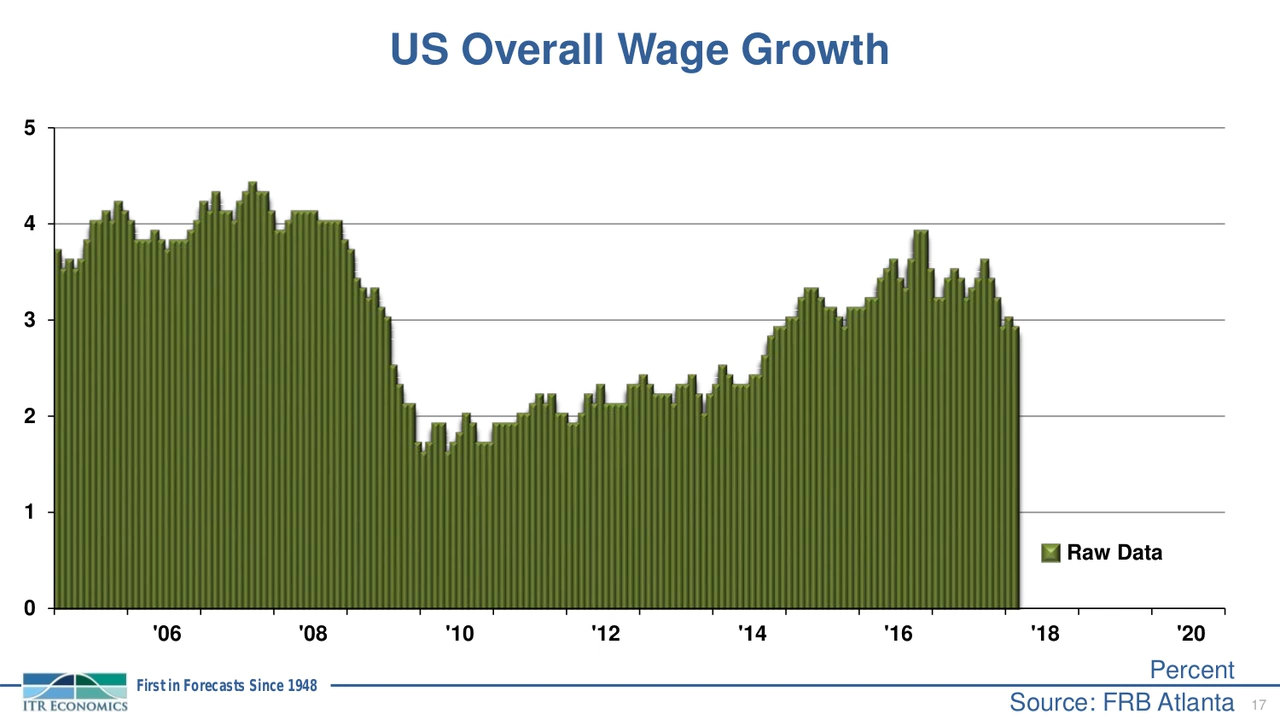 US Overall Wage Growth
5
4
3
2
1
0
Raw Data
'06 '08 '10 '12 '14 '16 '18 '20
Percent
First in Forecasts Since 1948
ITR ECONOMICS
Source: FRB Atlanta 17